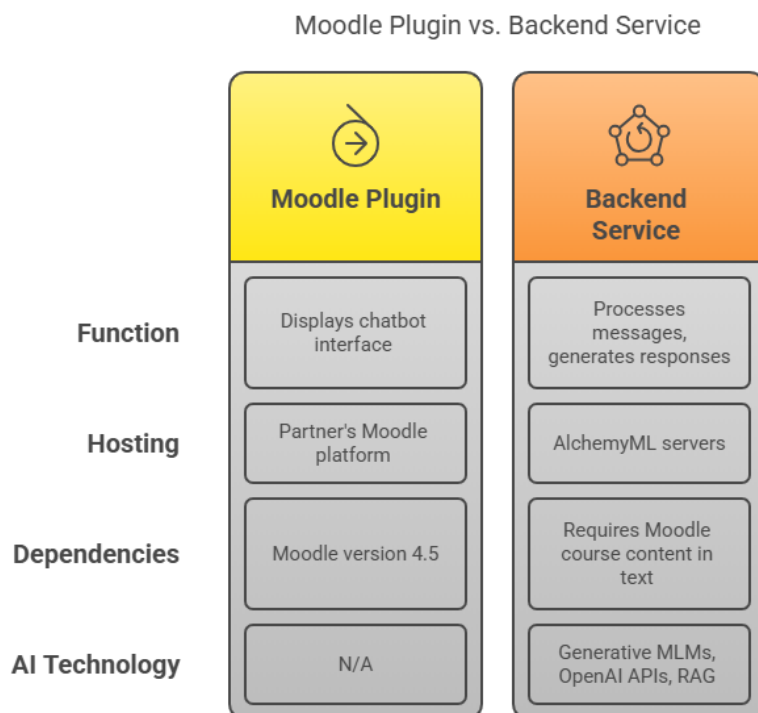 Moodle Plugin vs. Backend Service
Moodle Plugin
Backend
Service
Function
Displays chatbot
interface
Processes
messages,
generates responses
Hosting
Partner's Moodle
platform
AlchemyML servers
Dependencies
Moodle version 4.5
Requires Moodle
course content in
text
AI Technology
N/A
Generative MLMs,
OpenAI APIs, RAG